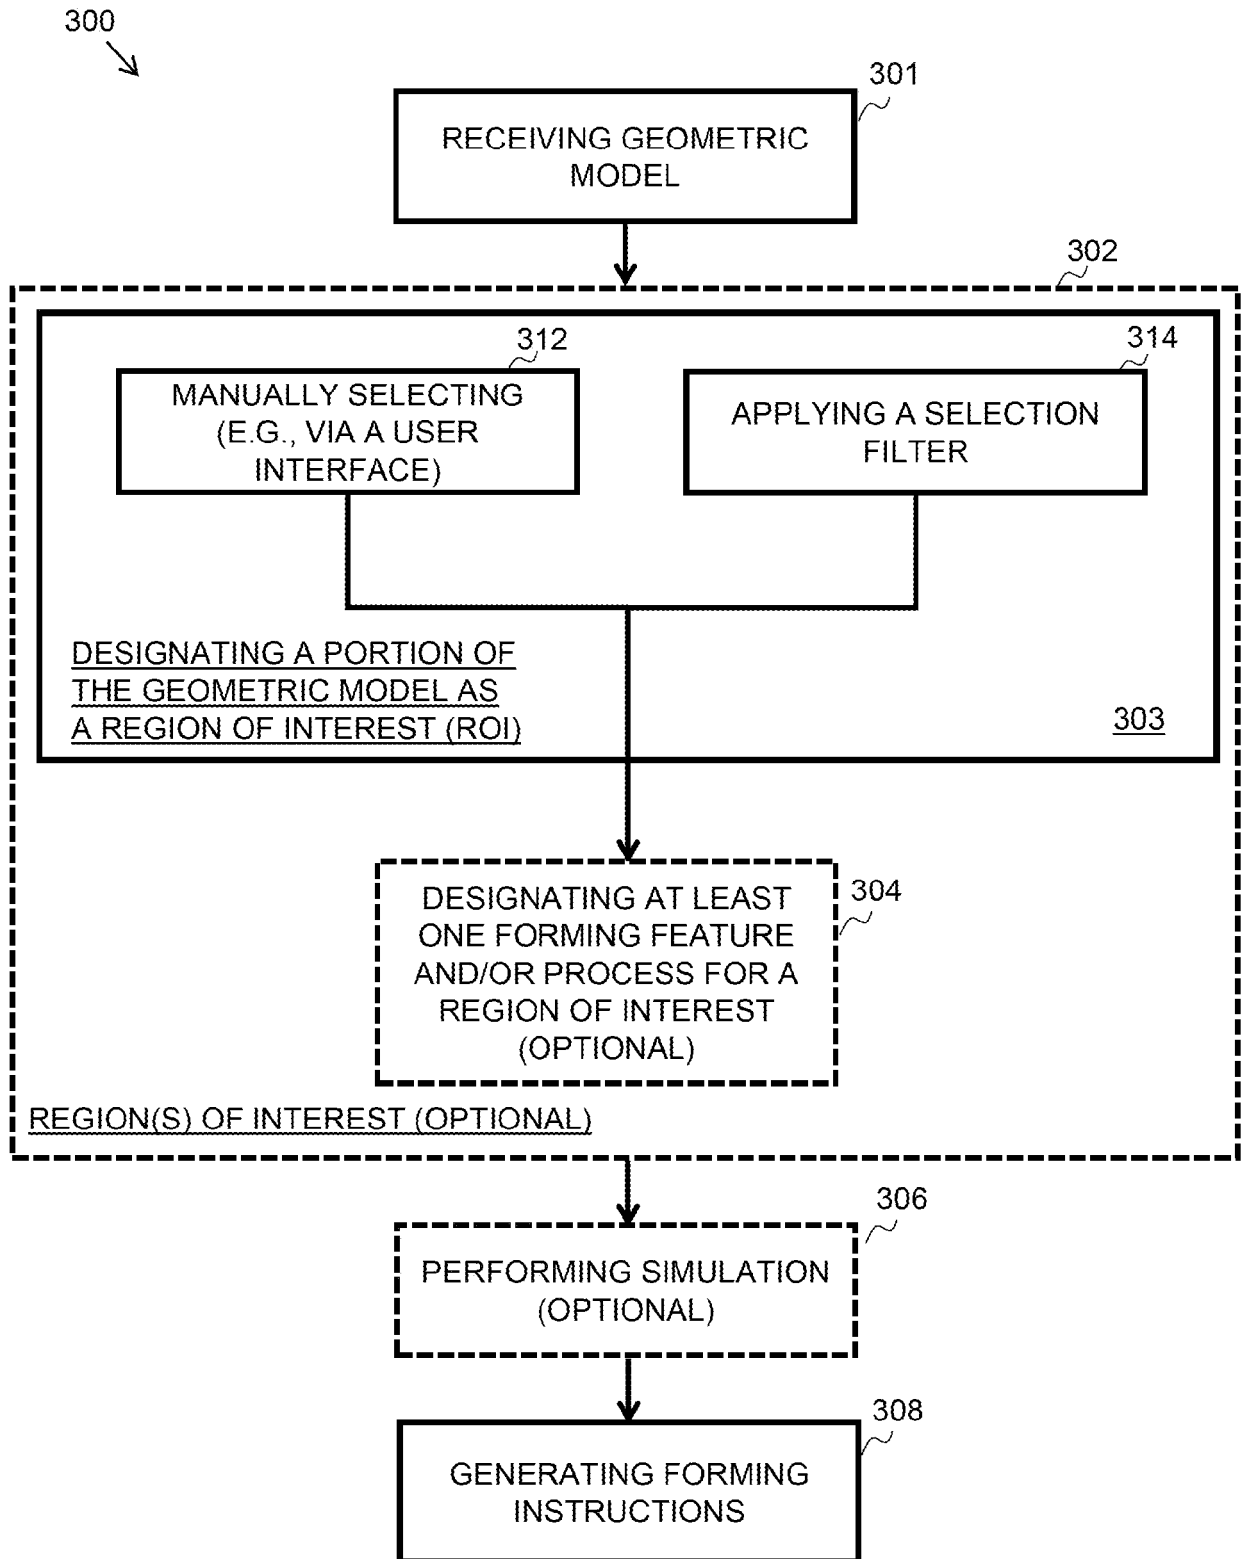 300
301
RECEIVING GEOMETRIC
MODEL
302
312
314
MANUALLY SELECTING
(E.G., VIA A USER
INTERFACE)
APPLYING A SELECTION
FILTER
DESIGNATING A PORTION OF
THE GEOMETRIC MODEL AS
A REGION OF INTEREST (ROI)
303
304
DESIGNATING AT LEAST
ONE FORMING FEATURE
AND/OR PROCESS FOR A
REGION OF INTEREST
(OPTIONAL)
REGION(S) OF INTEREST (OPTIONAL)
306
PERFORMING SIMULATION
(OPTIONAL)
308
GENERATING FORMING
INSTRUCTIONS